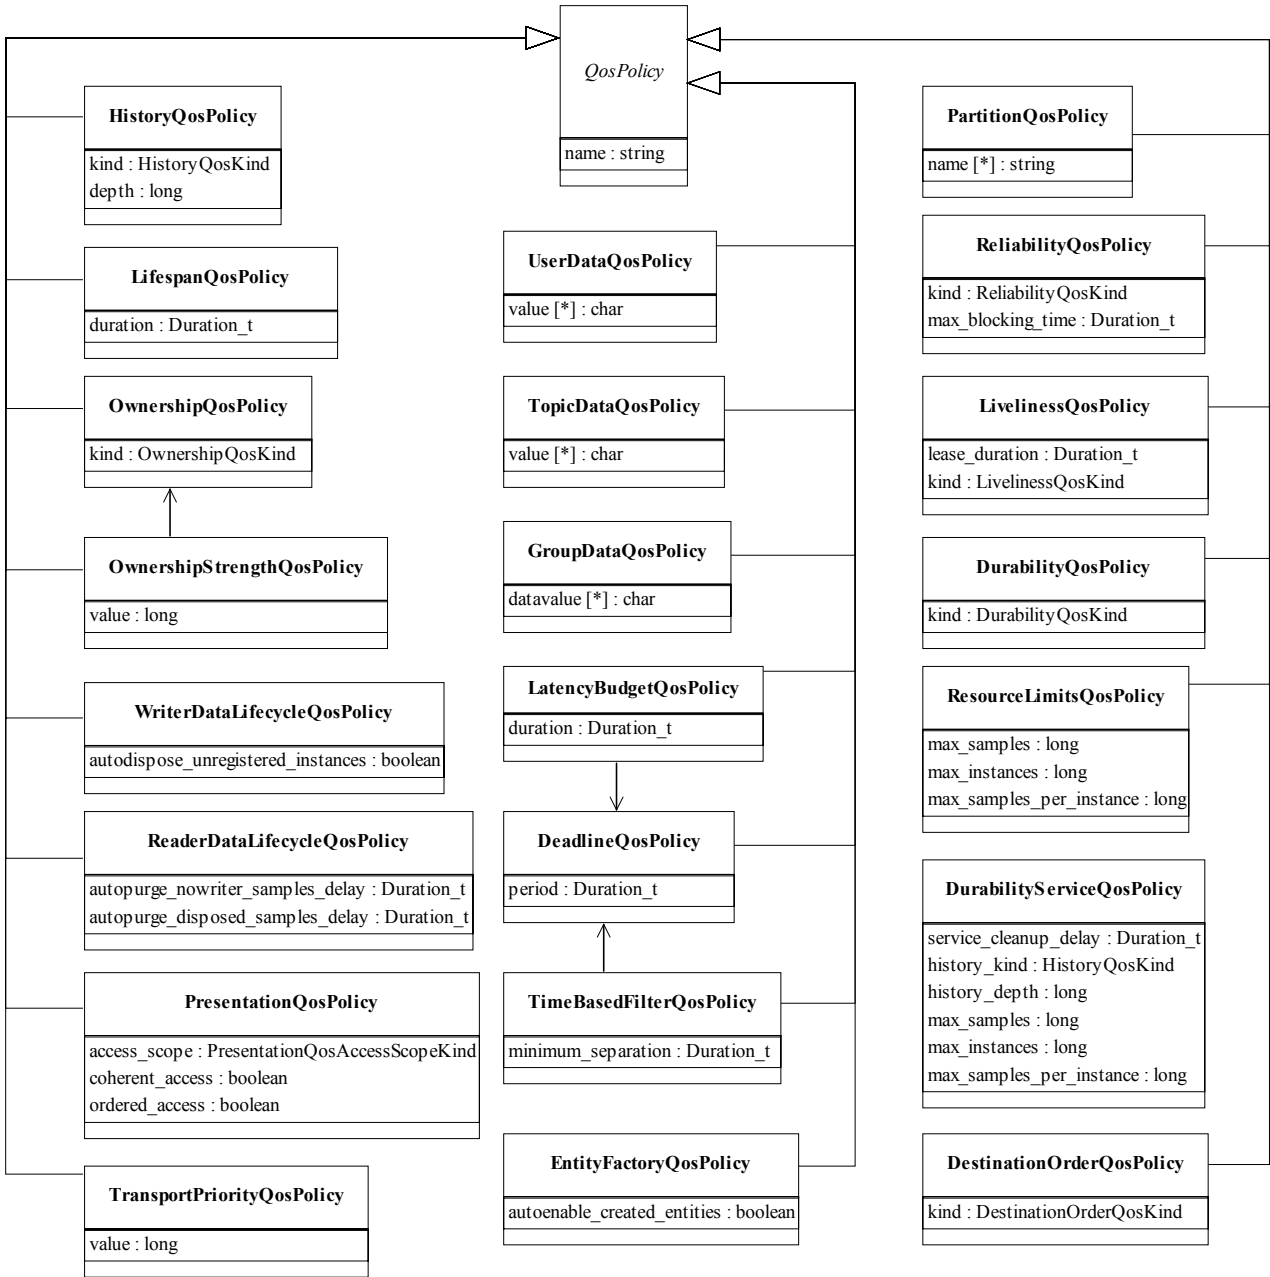 QosPolicy
name : string
HistoryQosPolicy
kind : HistoryQosKind
depth : long
LifespanQosPolicy
duration : Duration_t
OwnershipQosPolicy
kind : OwnershipQosKind
OwnershipStrengthQosPolicy
value : long
WriterDataLifecycleQosPolicy
autodispose_unregistered_instances : boolean
ReaderDataLifecycleQosPolicy
autopurge_nowriter_samples_delay : Duration_t
autopurge_disposed_samples_delay : Duration_t
PresentationQosPolicy
access_scope : PresentationQosAccessScopeKind
coherent_access : boolean
ordered_access : boolean
TransportPriorityQosPolicy
value : long
UserDataQosPolicy
value [*] : char
TopicDataQosPolicy
value [*] : char
GroupDataQosPolicy
datavalue [*] : char
LatencyBudgetQosPolicy
duration : Duration_t
DeadlineQosPolicy
period : Duration_t
TimeBasedFilterQosPolicy
minimum_separation : Duration_t
EntityFactoryQosPolicy
autoenable_created_entities : boolean
PartitionQosPolicy
name [*] : string
ReliabilityQosPolicy
kind : ReliabilityQosKind
max_blocking_time : Duration_t
LivelinessQosPolicy
lease_duration : Duration_t
kind : LivelinessQosKind
DurabilityQosPolicy
kind : DurabilityQosKind
ResourceLimitsQosPolicy
max_samples : long
max_instances : long
max_samples_per_instance : long
DurabilityServiceQosPolicy
service_cleanup_delay : Duration_t
history_kind : HistoryQosKind
history_depth : long
max_samples : long
max_instances : long
max_samples_per_instance : long
DestinationOrderQosPolicy
kind : DestinationOrderQosKind